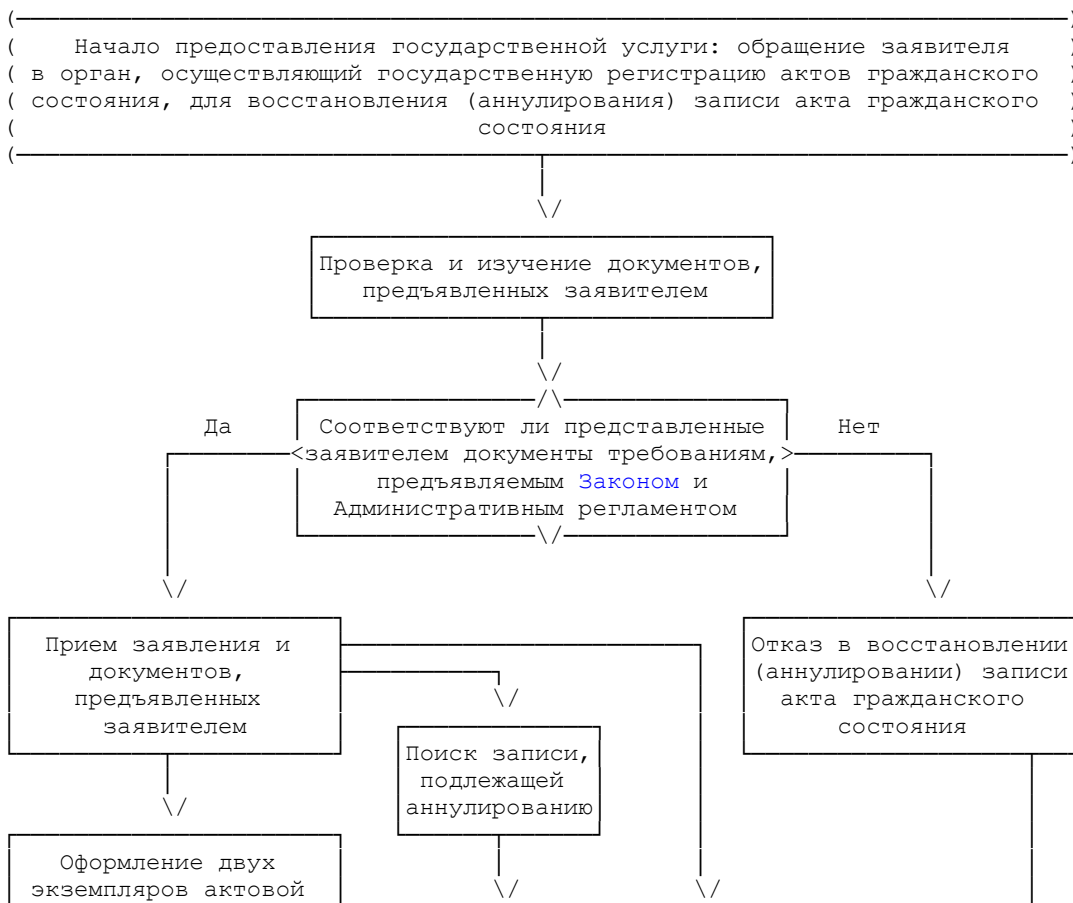 Начало предоставления государственной услуги: обращение заявителя
в орган, осуществляющий государственную регистрацию актов гражданского
состояния, для восстановления (аннулирования) записи акта гражданского
состояния
Проверка и изучение документов,
предъявленных заявителем
Да
Соответствуют ли представленные
заявителем документы требованиям,
предъявляемым Законом и
Административным регламентом
Нет
Прием заявления и
документов,
предъявленных
заявителем
Отказ в восстановлении
(аннулировании) записи
акта гражданского
состояния
Поиск записи,
подлежащей
аннулированию
Оформление двух
экземпляров актовой